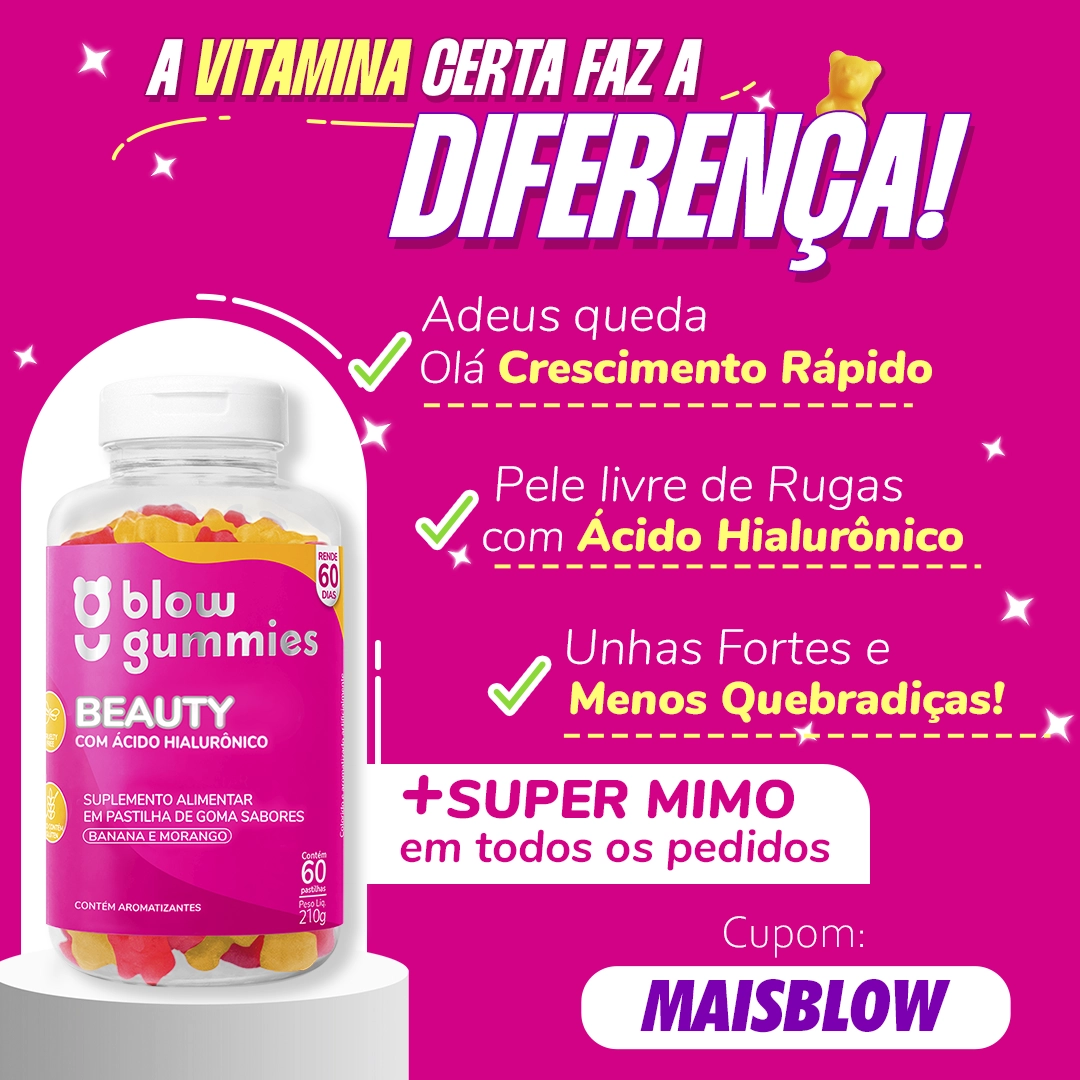 A VITAMINA CERTA FAZ A
DIFERENÇA!
Adeus queda
Olá Crescimento Rápido
Pele livre de Rugas
com Ácido Hialurônico
Unhas Fortes e
Menos Quebradiças!
+SUPER MIMO
em todos os pedidos
Cupom:
MAISBLOW
RENDE
60
DIAS
blow
gummies
BEAUTY
COM ÁCIDO HIALURÔNICO
SUPLEMENTO ALIMENTAR
EM PASTILHA DE GOMA SABORES
BANANA E MORANGO
Contém
60
pastilhas
Peso Líq.
210g
CONTÉM AROMATIZANTES